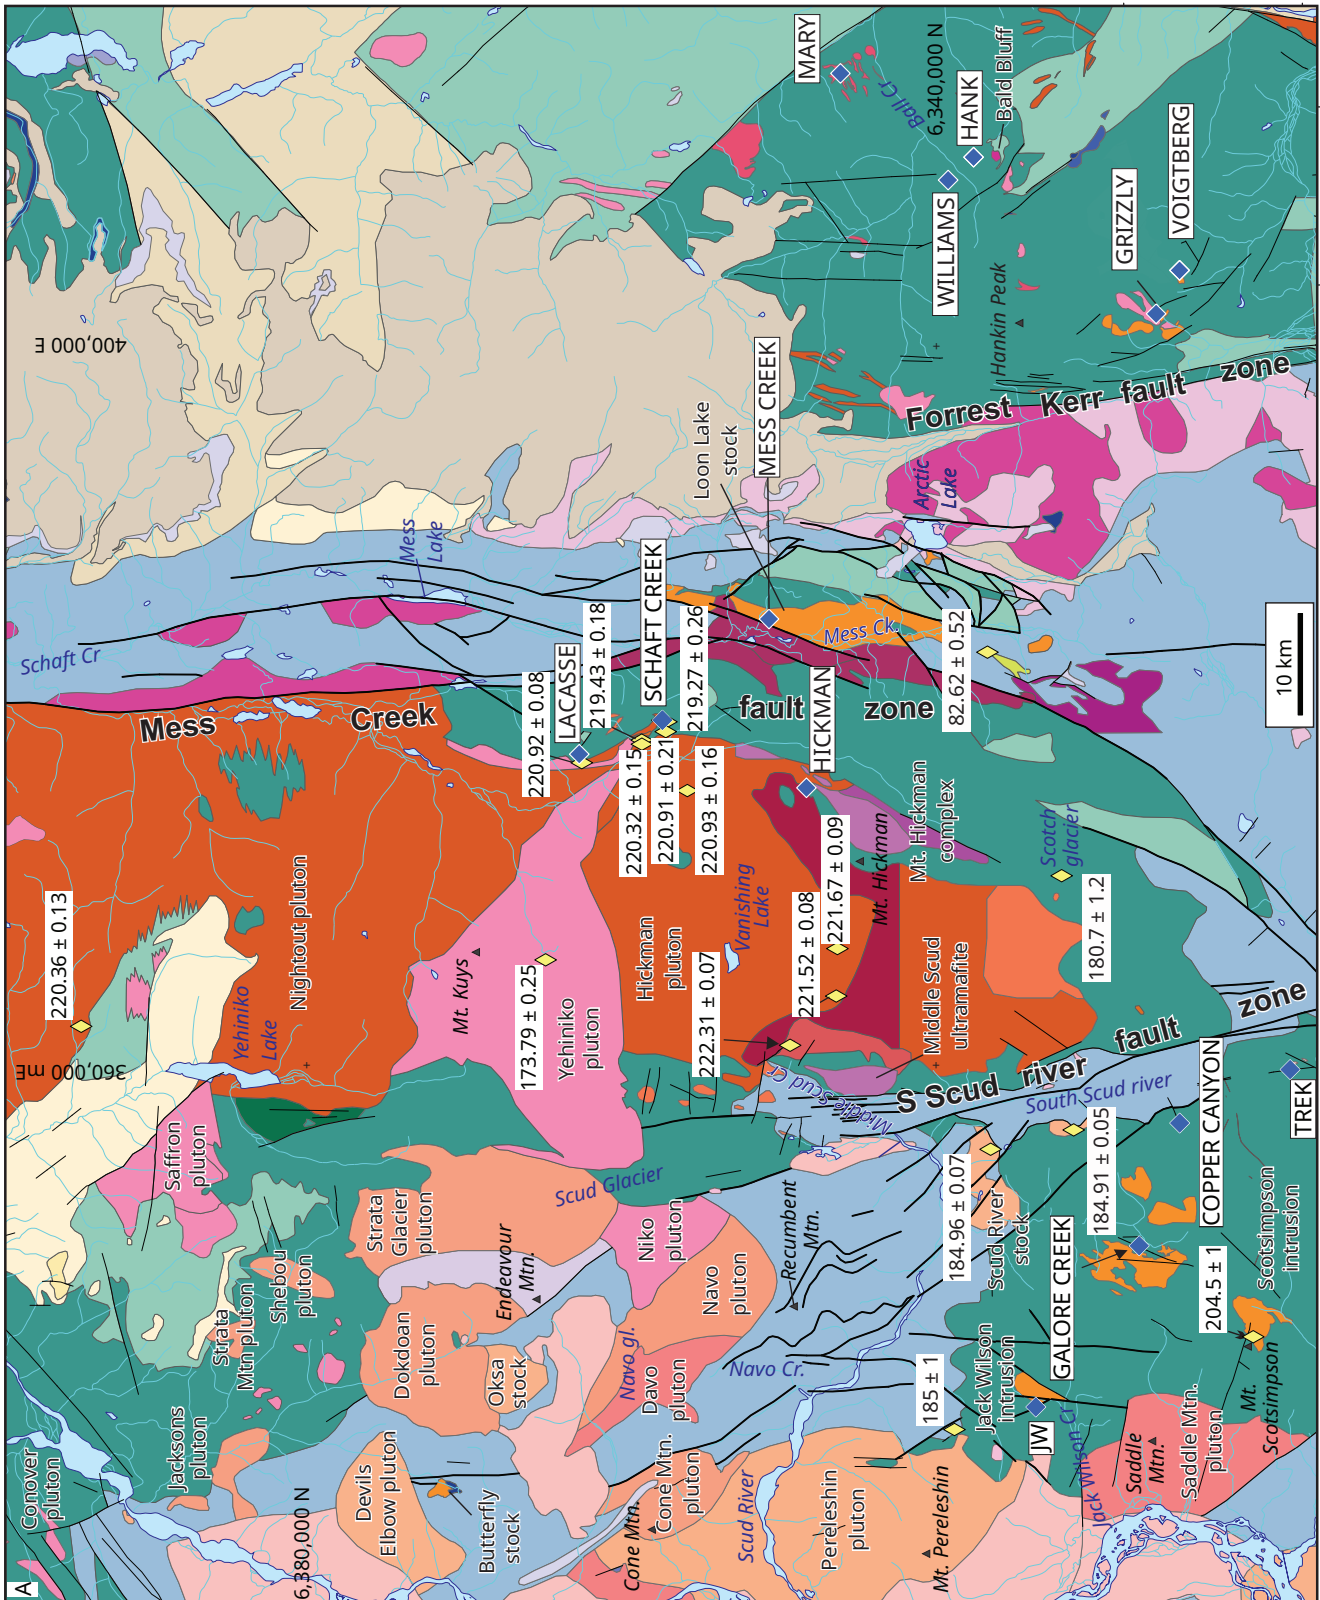 A
Conover
pluton
Jacksons
pluton
6,380,000 N
Devils
Elbow pluton
Butterfly
stock
Cone Mtn.
Cone Mtn.
pluton
Scud River
Pereleshin
pluton
Mt. Pereleshin
185 ± 1
Jack Wilson
intrusion
JW
Jack Wilson Cr
GALORE CREEK
Saddle
Mtn.
Saddle Mtn.
pluton
Mt.
Scotsimpson
Scotsimpson
intrusion
204.5 ± 1
Strata
Mtn pluton
Shebou
pluton
Saffron
pluton
Strata
Glacier
pluton
Dokdoan
pluton
Oksa
stock
Endeavour
Mtn.
Navo gl.
Davo
pluton
Navo Cr.
Niko
pluton
Navo
pluton
Scud Glacier
Recumbent
Mtn.
Middle Scud Cr
184.96 ± 0.07
Scud River
stock
184.91 ± 0.05
COPPER CANYON
TREK
South Scud river
S Scud river fault zone
360,000 mE
220.36 ± 0.13
Yehiniko
Lake
Nightout pluton
Mt. Kuys
173.79 ± 0.25
Yehiniko
pluton
Hickman
pluton
222.31 ± 0.07
Vanishing
Lake
221.52 ± 0.08
221.67 ± 0.09
Mt. Hickman
Middle Scud
ultramafite
Mt. Hickman
complex
Scotch
glacier
180.7 ± 1.2
HICKMAN
220.92 ± 0.08
LACASSE
219.43 ± 0.18
SCHAFT CREEK
219.27 ± 0.26
220.32 ± 0.15
220.91 ± 0.21
220.93 ± 0.16
Mess Creek fault zone
Schaft Cr
Mess
Lake
Mess Ck.
82.62 ± 0.52
Loon Lake
stock
MESS CREEK
Arctic
Lake
Forrest Kerr fault zone
400,000 E
Hankin Peak
GRIZZLY
VOIGTBERG
WILLIAMS
HANK
Bald Bluff
6,340,000 N
Ball Cr
MARY
10 km